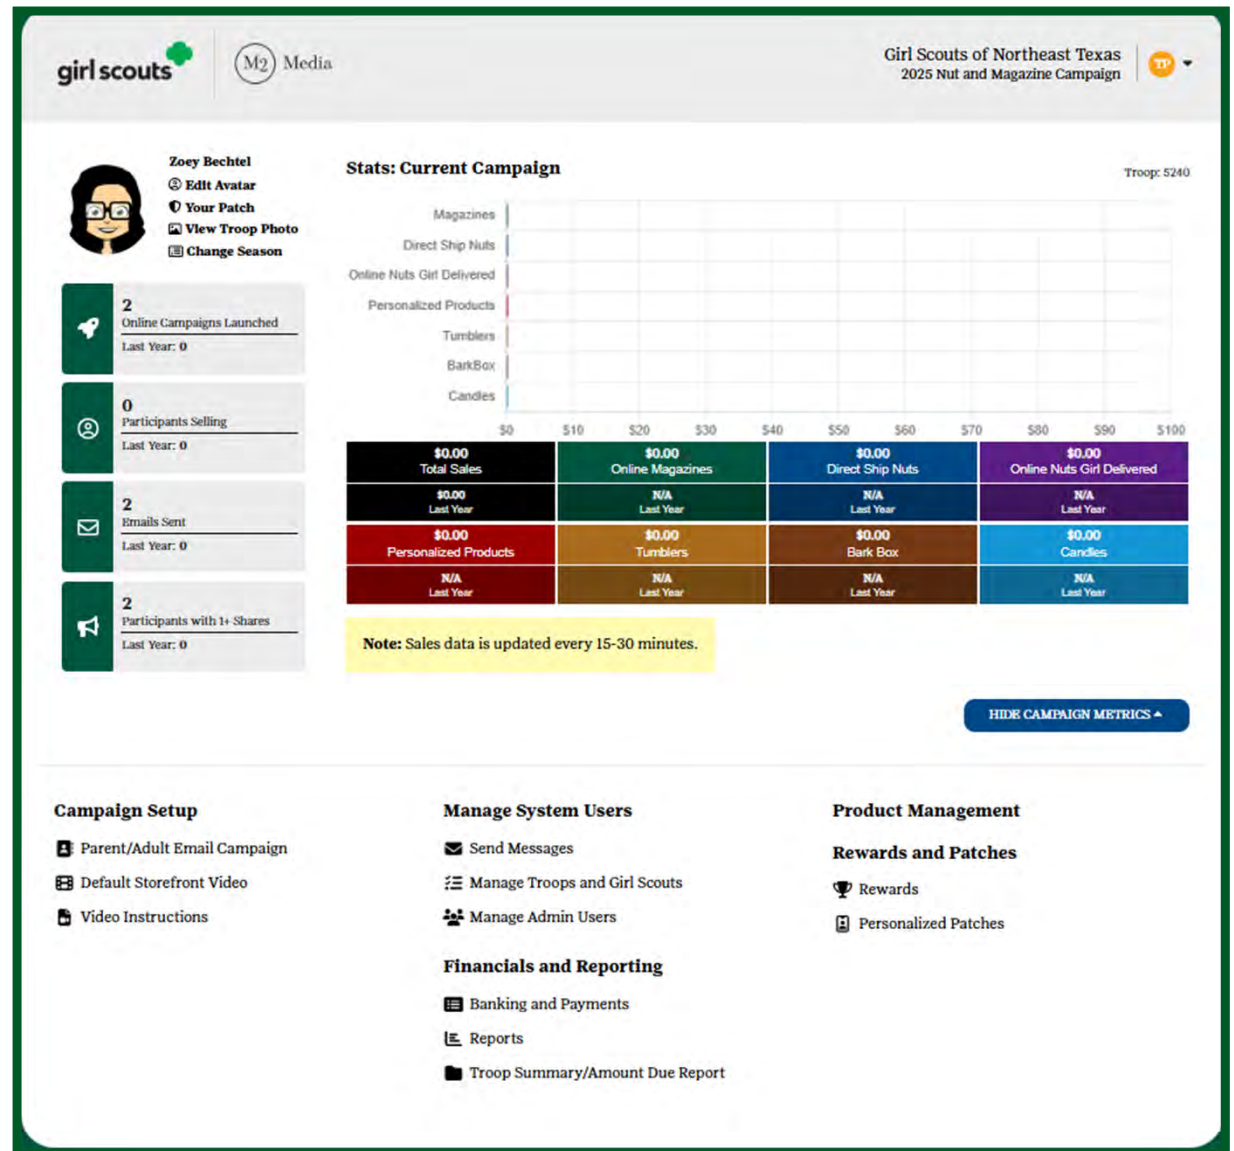 girl scouts
M2 Media
Girl Scouts of Northeast Texas
2025 Nut and Magazine Campaign
TP
Zoey Bechtel
Edit Avatar
Your Patch
View Troop Photo
Change Season
2
Online Campaigns Launched
Last Year: 0
0
Participants Selling
Last Year: 0
2
Emails Sent
Last Year: 0
2
Participants with 1+ Shares
Last Year: 0
Stats: Current Campaign
Troop: 5240
Magazines
Direct Ship Nuts
Online Nuts Girl Delivered
Personalized Products
Tumblers
BarkBox
Candles
$0 $10 $20 $30 $40 $50 $60 $70 $80 $90 $100
$0.00 $0.00 $0.00 $0.00
Total Sales Online Magazines Direct Ship Nuts Online Nuts Girl Delivered
$0.00 N/A N/A N/A
Last Year Last Year Last Year Last Year
$0.00 $0.00 $0.00 $0.00
Personalized Products Tumblers Bark Box Candles
N/A N/A N/A N/A
Last Year Last Year Last Year Last Year
Note: Sales data is updated every 15-30 minutes.
HIDE CAMPAIGN METRICS
Campaign Setup
Parent/Adult Email Campaign
Default Storefront Video
Video Instructions
Manage System Users
Send Messages
Manage Troops and Girl Scouts
Manage Admin Users
Financials and Reporting
Banking and Payments
Reports
Troop Summary/Amount Due Report
Product Management
Rewards and Patches
Rewards
Personalized Patches